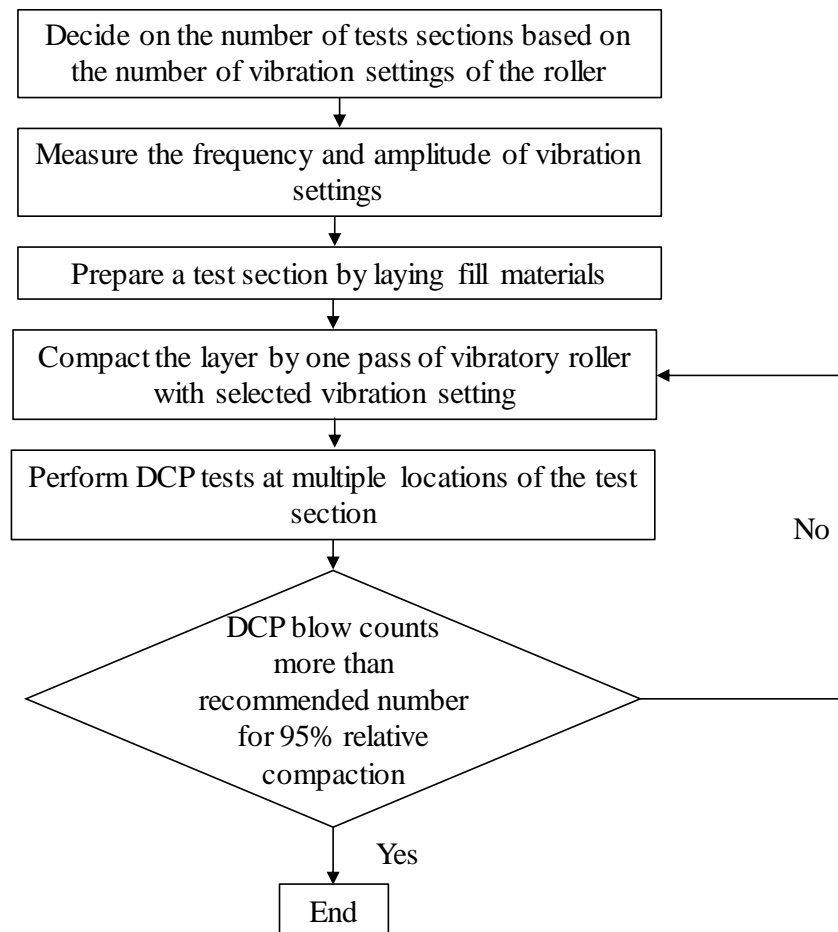 Decide on the number of tests sections based on
the number of vibration settings of the roller
Measure the frequency and amplitude of vibration
settings
Prepare a test section by laying fill materials
Compact the layer by one pass of vibratory roller
with selected vibration setting
Perform DCP tests at multiple locations of the test
section
No
DCP blow counts
more than
recommended number
for 95% relative
compaction
Yes
End